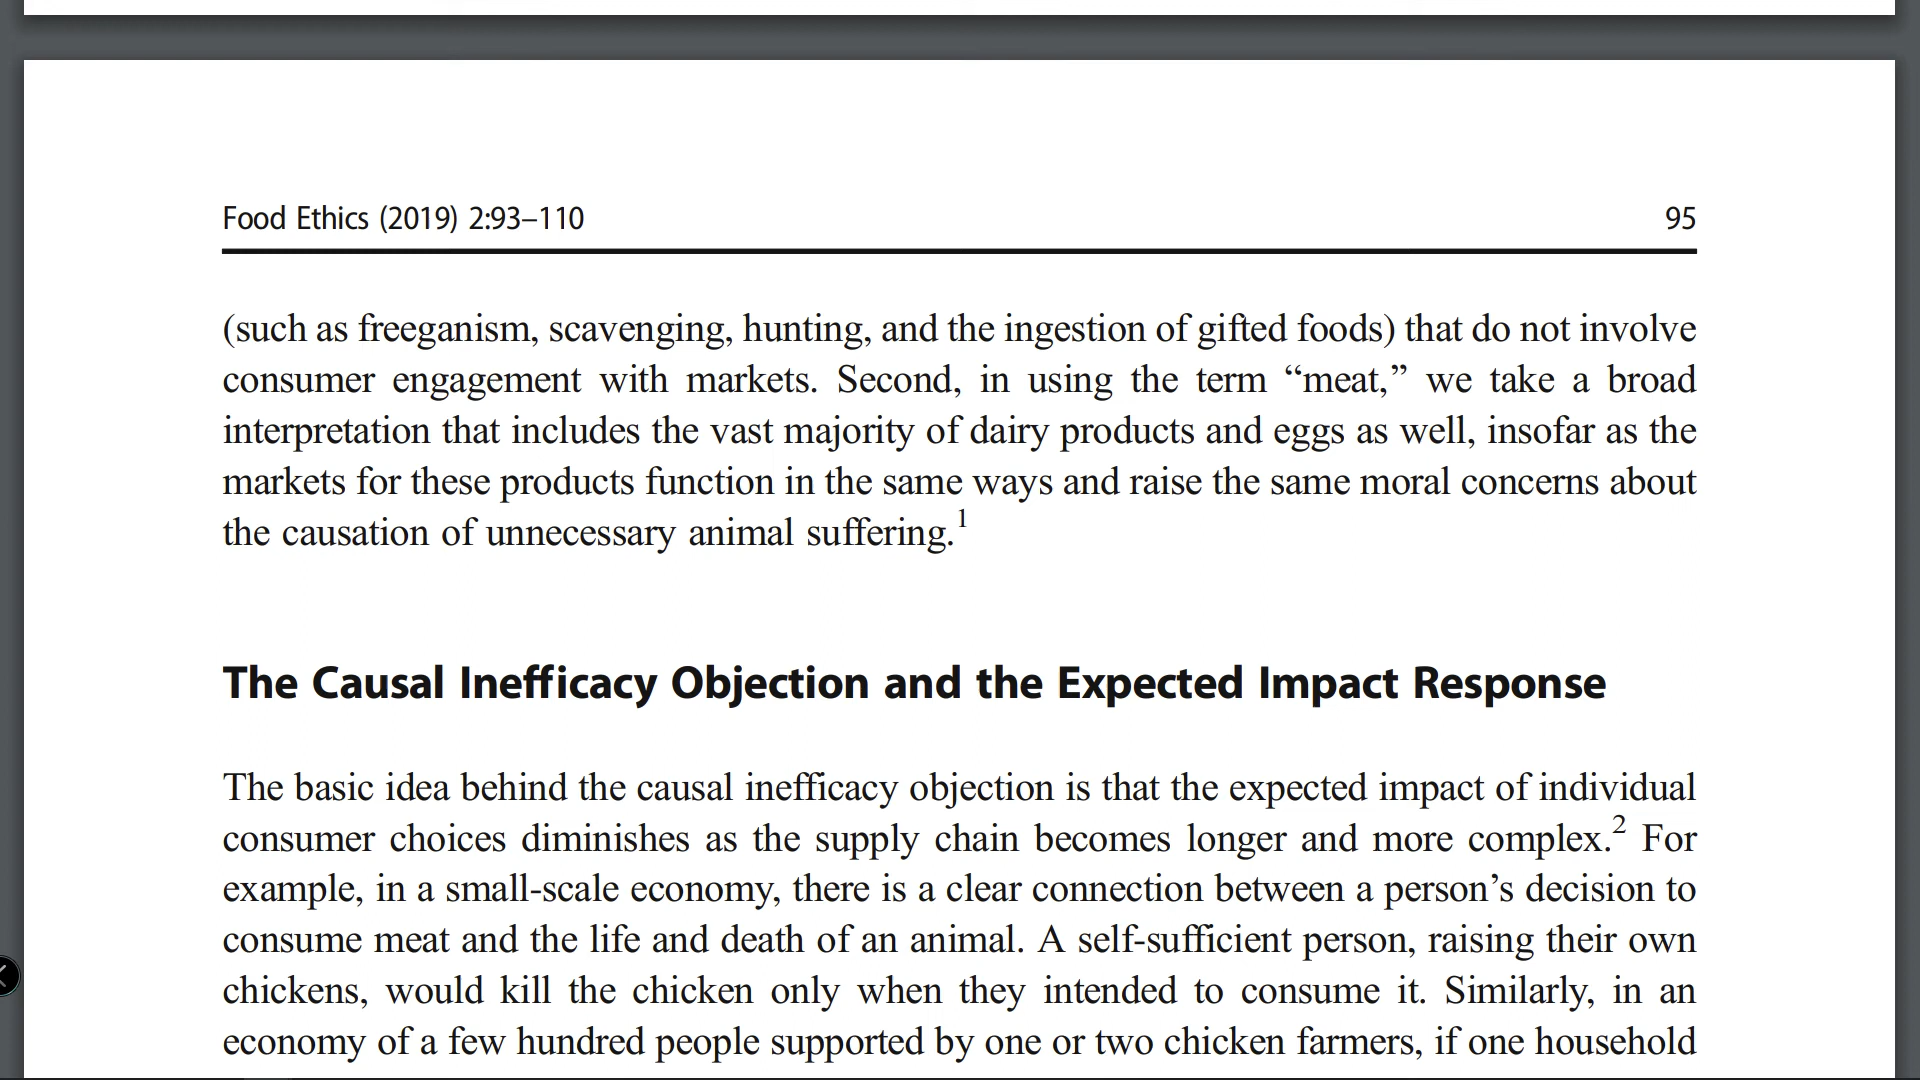 Food Ethics (2019) 2:93–110 95
(such as freeganism, scavenging, hunting, and the ingestion of gifted foods) that do not involve
consumer engagement with markets. Second, in using the term “meat,” we take a broad
interpretation that includes the vast majority of dairy products and eggs as well, insofar as the
markets for these products function in the same ways and raise the same moral concerns about
the causation of unnecessary animal suffering.1
The Causal Inefficacy Objection and the Expected Impact Response
The basic idea behind the causal inefficacy objection is that the expected impact of individual
consumer choices diminishes as the supply chain becomes longer and more complex.2 For
example, in a small-scale economy, there is a clear connection between a person’s decision to
consume meat and the life and death of an animal. A self-sufficient person, raising their own
chickens, would kill the chicken only when they intended to consume it. Similarly, in an
economy of a few hundred people supported by one or two chicken farmers, if one household